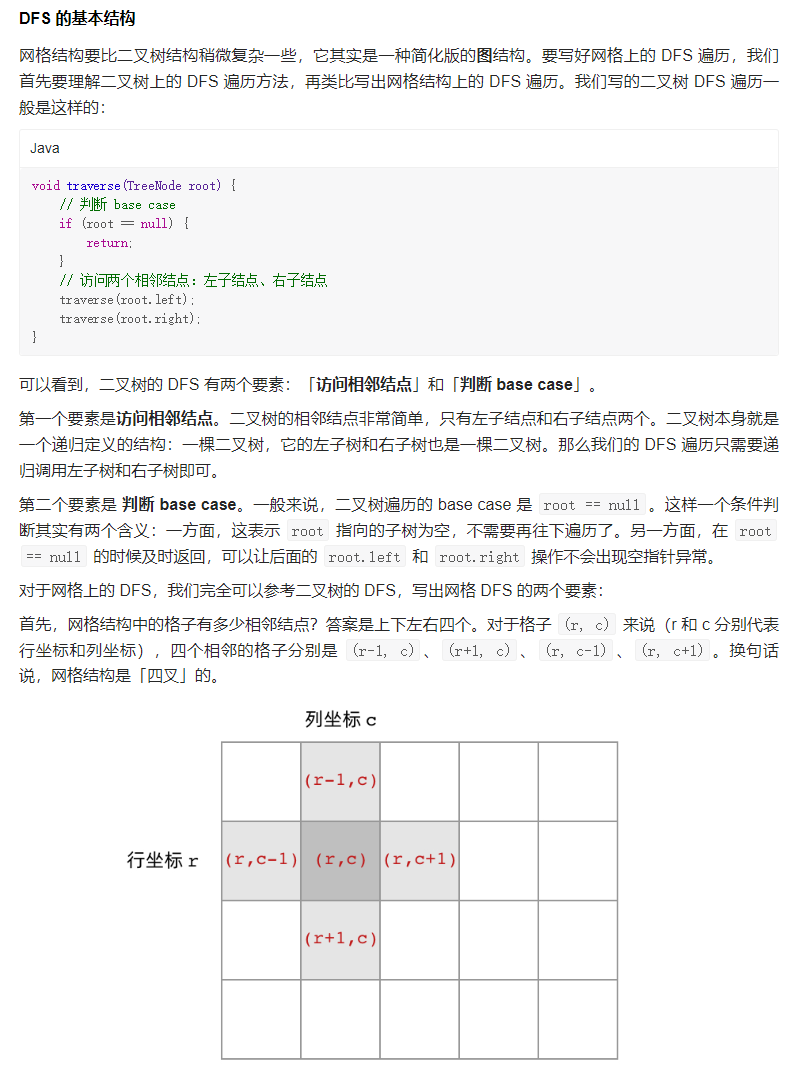 DFS 的基本结构
网格结构要比二叉树结构稍微复杂一些，它其实是一种简化版的图结构。要写好网格上的 DFS 遍历，我们
首先要理解二叉树上的 DFS 遍历方法，再类比写出网格结构上的 DFS 遍历。我们写的二叉树 DFS 遍历一
般是这样的：
Java
void traverse(TreeNode root) {
    // 判断 base case
    if (root == null) {
        return;
    }
    // 访问两个相邻结点：左子结点、右子结点
    traverse(root.left);
    traverse(root.right);
}
可以看到，二叉树的 DFS 有两个要素：「访问相邻结点」和「判断 base case」。
第一个要素是访问相邻结点。二叉树的相邻结点非常简单，只有左子结点和右子结点两个。二叉树本身就是
一个递归定义的结构：一棵二叉树，它的左子树和右子树也是一棵二叉树。那么我们的 DFS 遍历只需要递
归调用左子树和右子树即可。
第二个要素是 判断 base case。一般来说，二叉树遍历的 base case 是 root == null 。这样一个条件判
断其实有两个含义：一方面，这表示 root 指向的子树为空，不需要再往下遍历了。另一方面，在 root
== null 的时候及时返回，可以让后面的 root.left 和 root.right 操作不会出现空指针异常。
对于网格上的 DFS，我们完全可以参考二叉树的 DFS，写出网格 DFS 的两个要素：
首先，网格结构中的格子有多少相邻结点？答案是上下左右四个。对于格子 (r, c) 来说（r 和 c 分别代表
行坐标和列坐标），四个相邻的格子分别是 (r-1, c) 、 (r+1, c) 、 (r, c-1) 、 (r, c+1) 。换句话
说，网格结构是「四叉」的。
列坐标 c
(r-1,c)
行坐标 r (r,c-1) (r,c) (r,c+1)
(r+1,c)